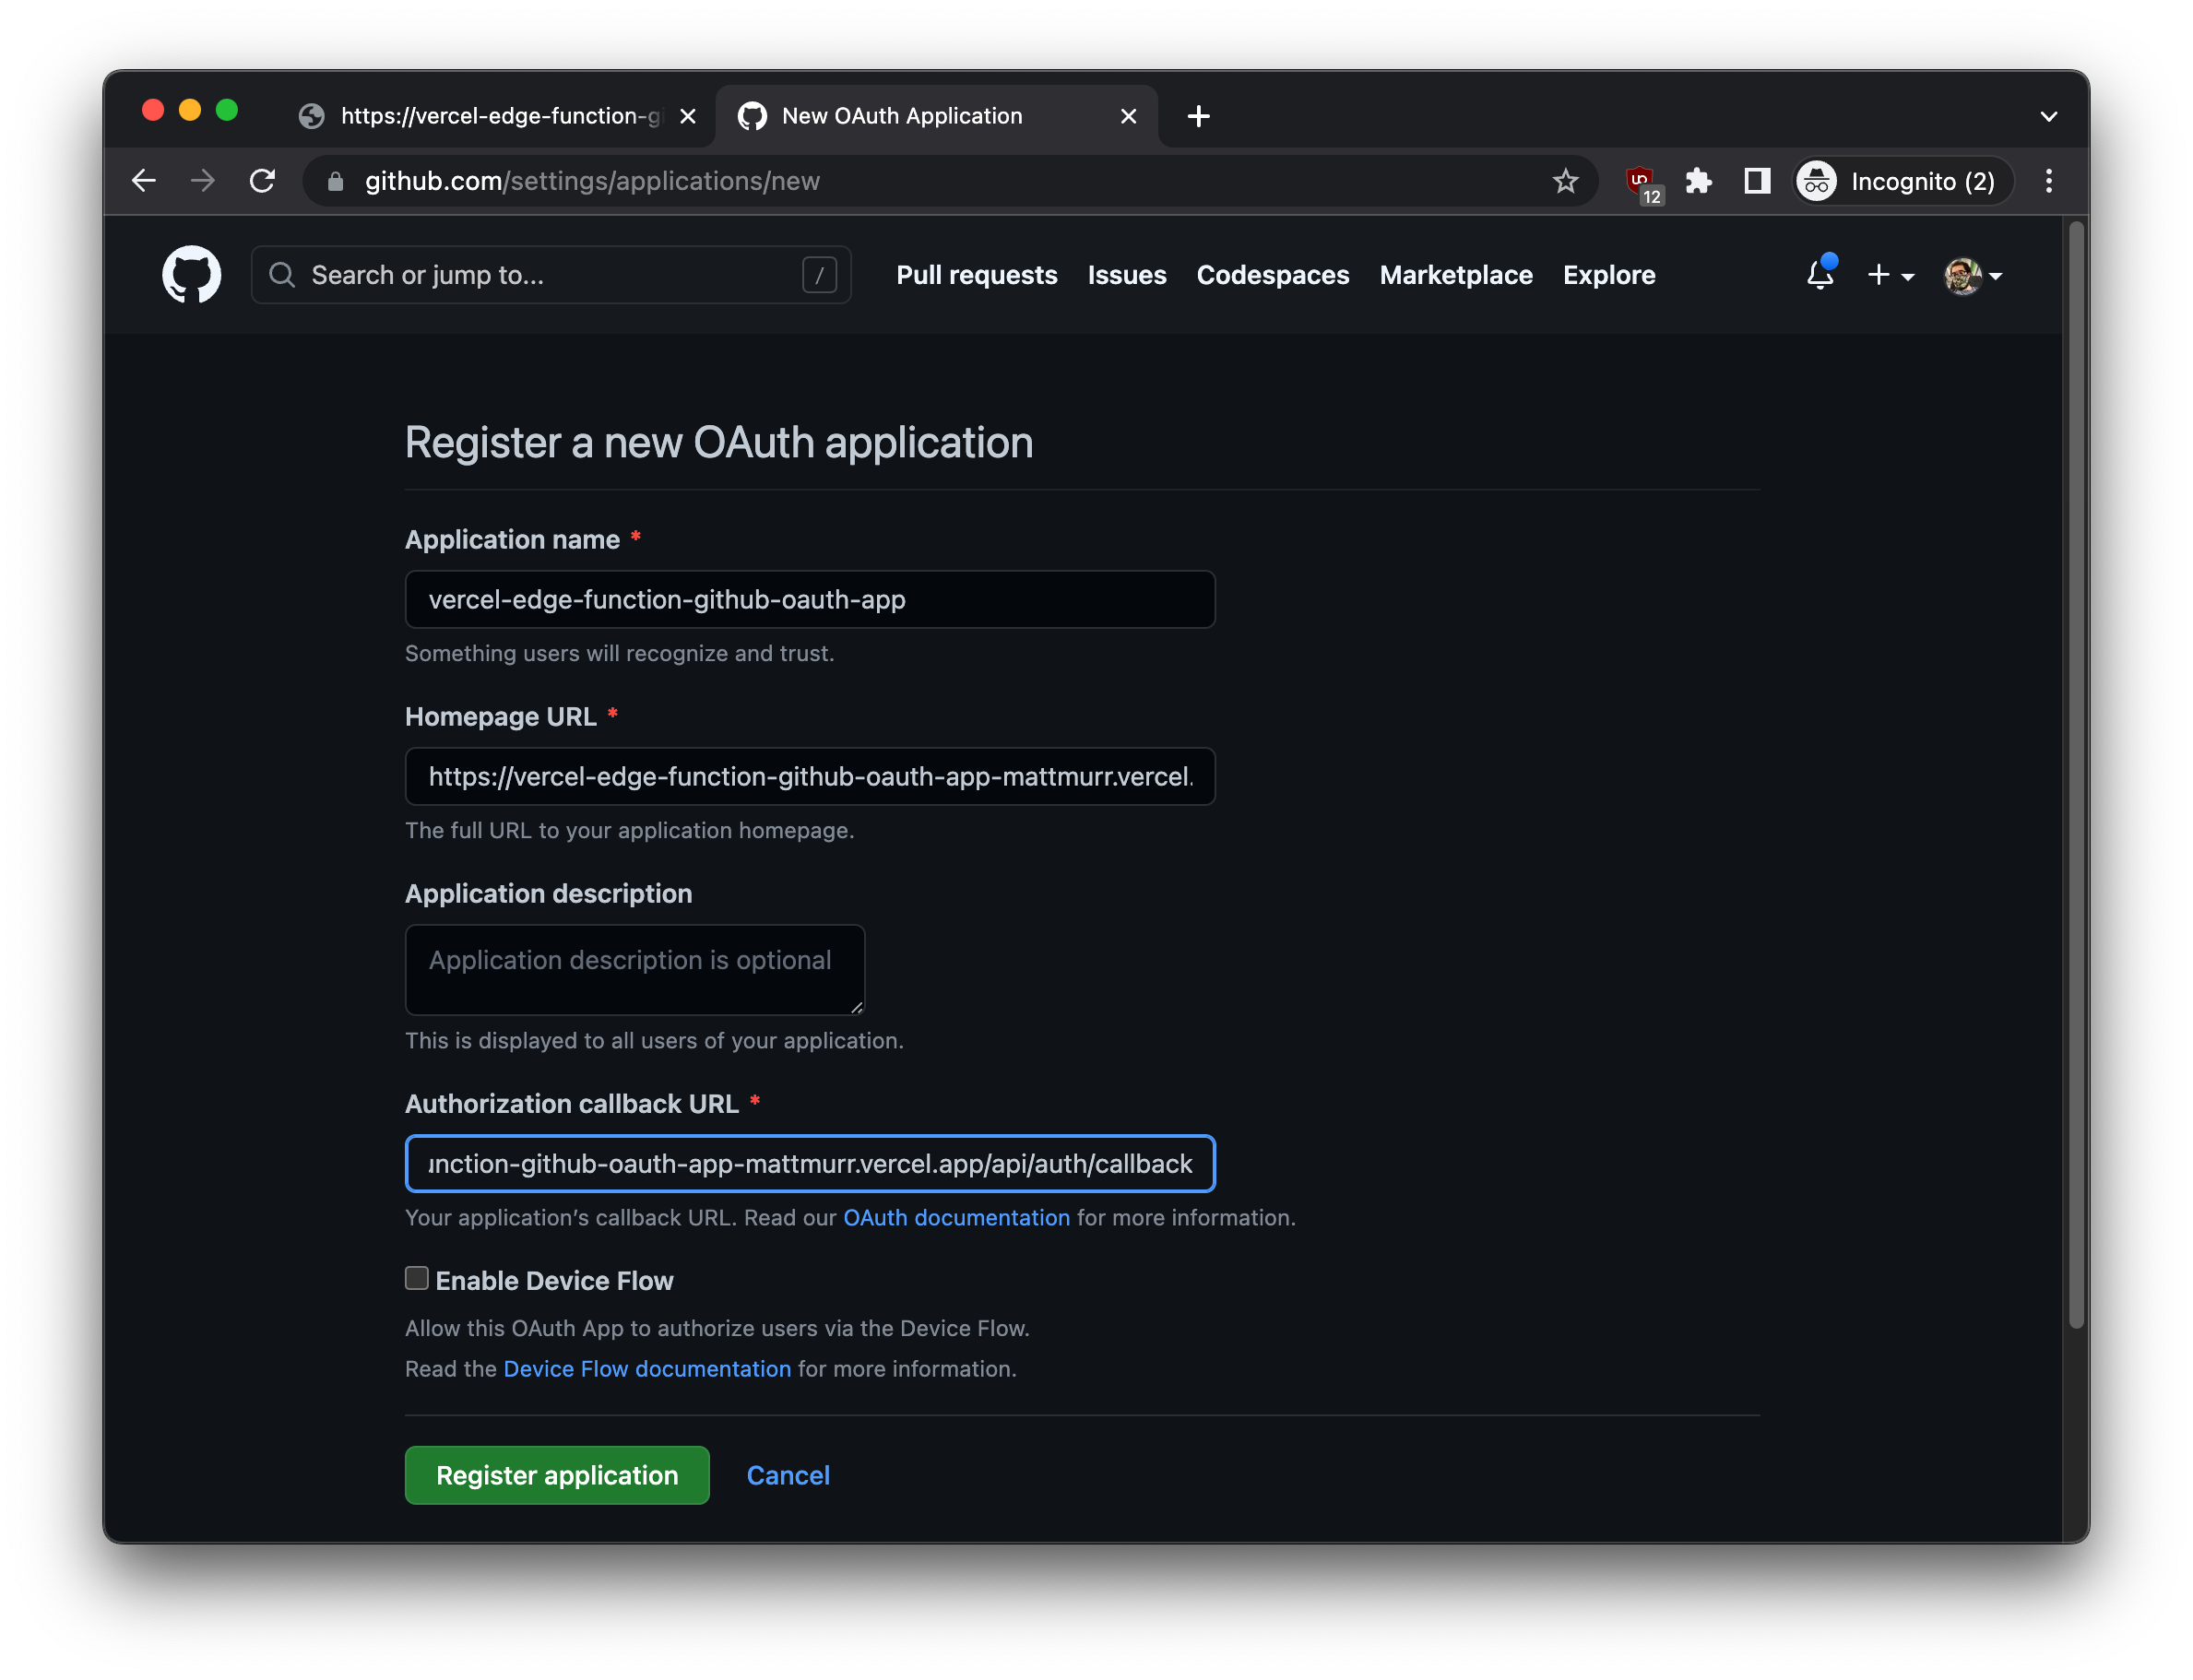 https://vercel-edge-function-g
New OAuth Application
github.com/settings/applications/new
12
Incognito (2)
Search or jump to...
/
Pull requests
Issues
Codespaces
Marketplace
Explore
Register a new OAuth application
Application name *
vercel-edge-function-github-oauth-app
Something users will recognize and trust.
Homepage URL *
https://vercel-edge-function-github-oauth-app-mattmurr.vercel.
The full URL to your application homepage.
Application description
Application description is optional
This is displayed to all users of your application.
Authorization callback URL *
unction-github-oauth-app-mattmurr.vercel.app/api/auth/callback
Your application's callback URL. Read our OAuth documentation for more information.
Enable Device Flow
Allow this OAuth App to authorize users via the Device Flow.
Read the Device Flow documentation for more information.
Register application
Cancel